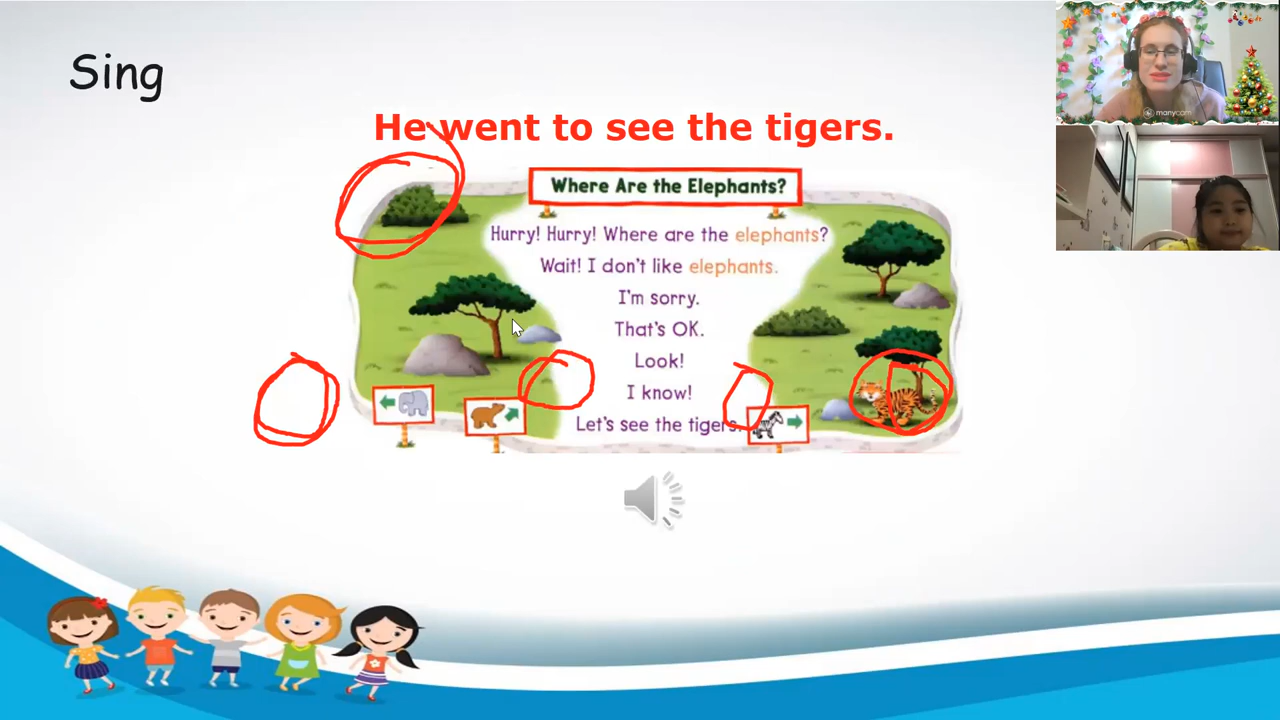 Sing
He went to see the tigers.
Where Are the Elephants?
Hurry! Hurry! Where are the elephants?
Wait! I don't like elephants.
I'm sorry.
That's OK.
Look!
I know!
Let's see the tigers.
manycam